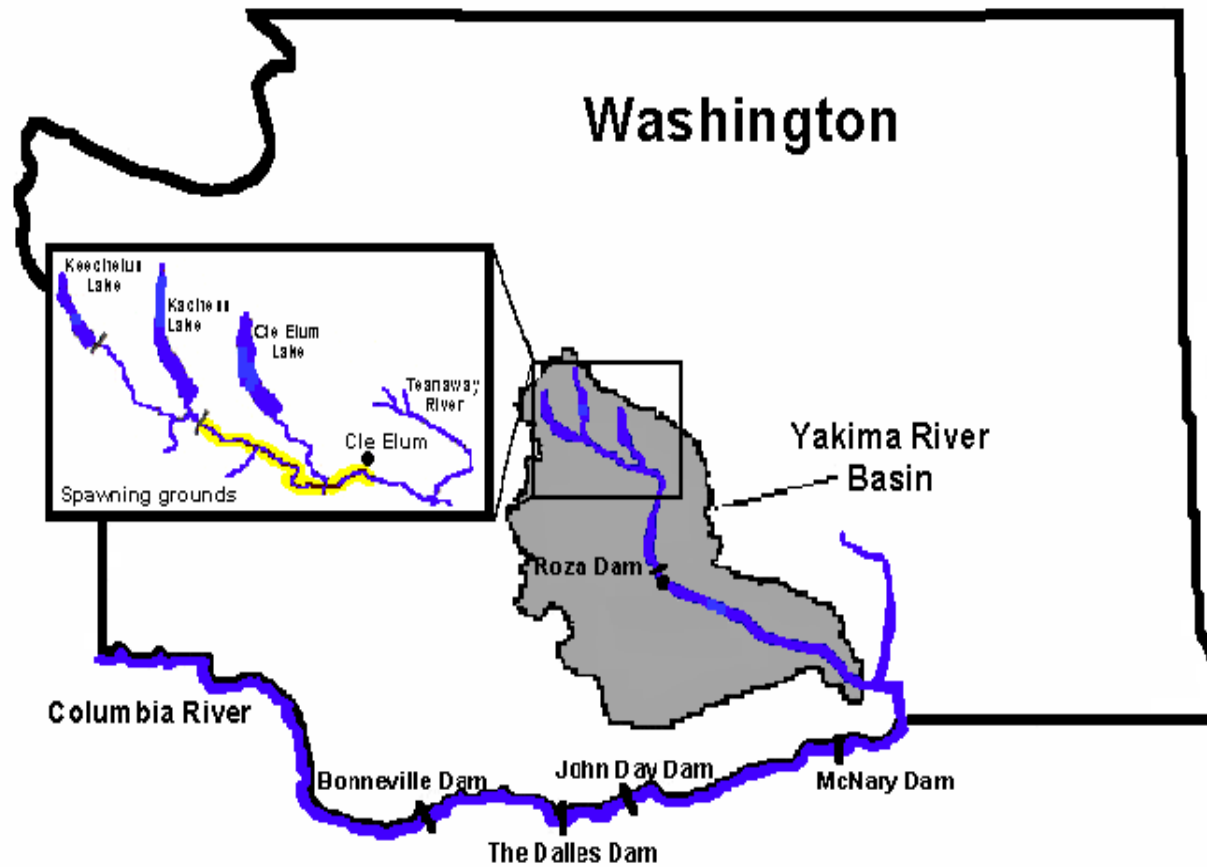 Washington
Keechelus
Lake
Kachess
Lake
Cle Elum
Lake
Teanaway
River
Cle Elum
Spawning grounds
Yakima River
Basin
Roza Dam
Columbia River
Bonneville Dam
John Day Dam
McNary Dam
The Dalles Dam